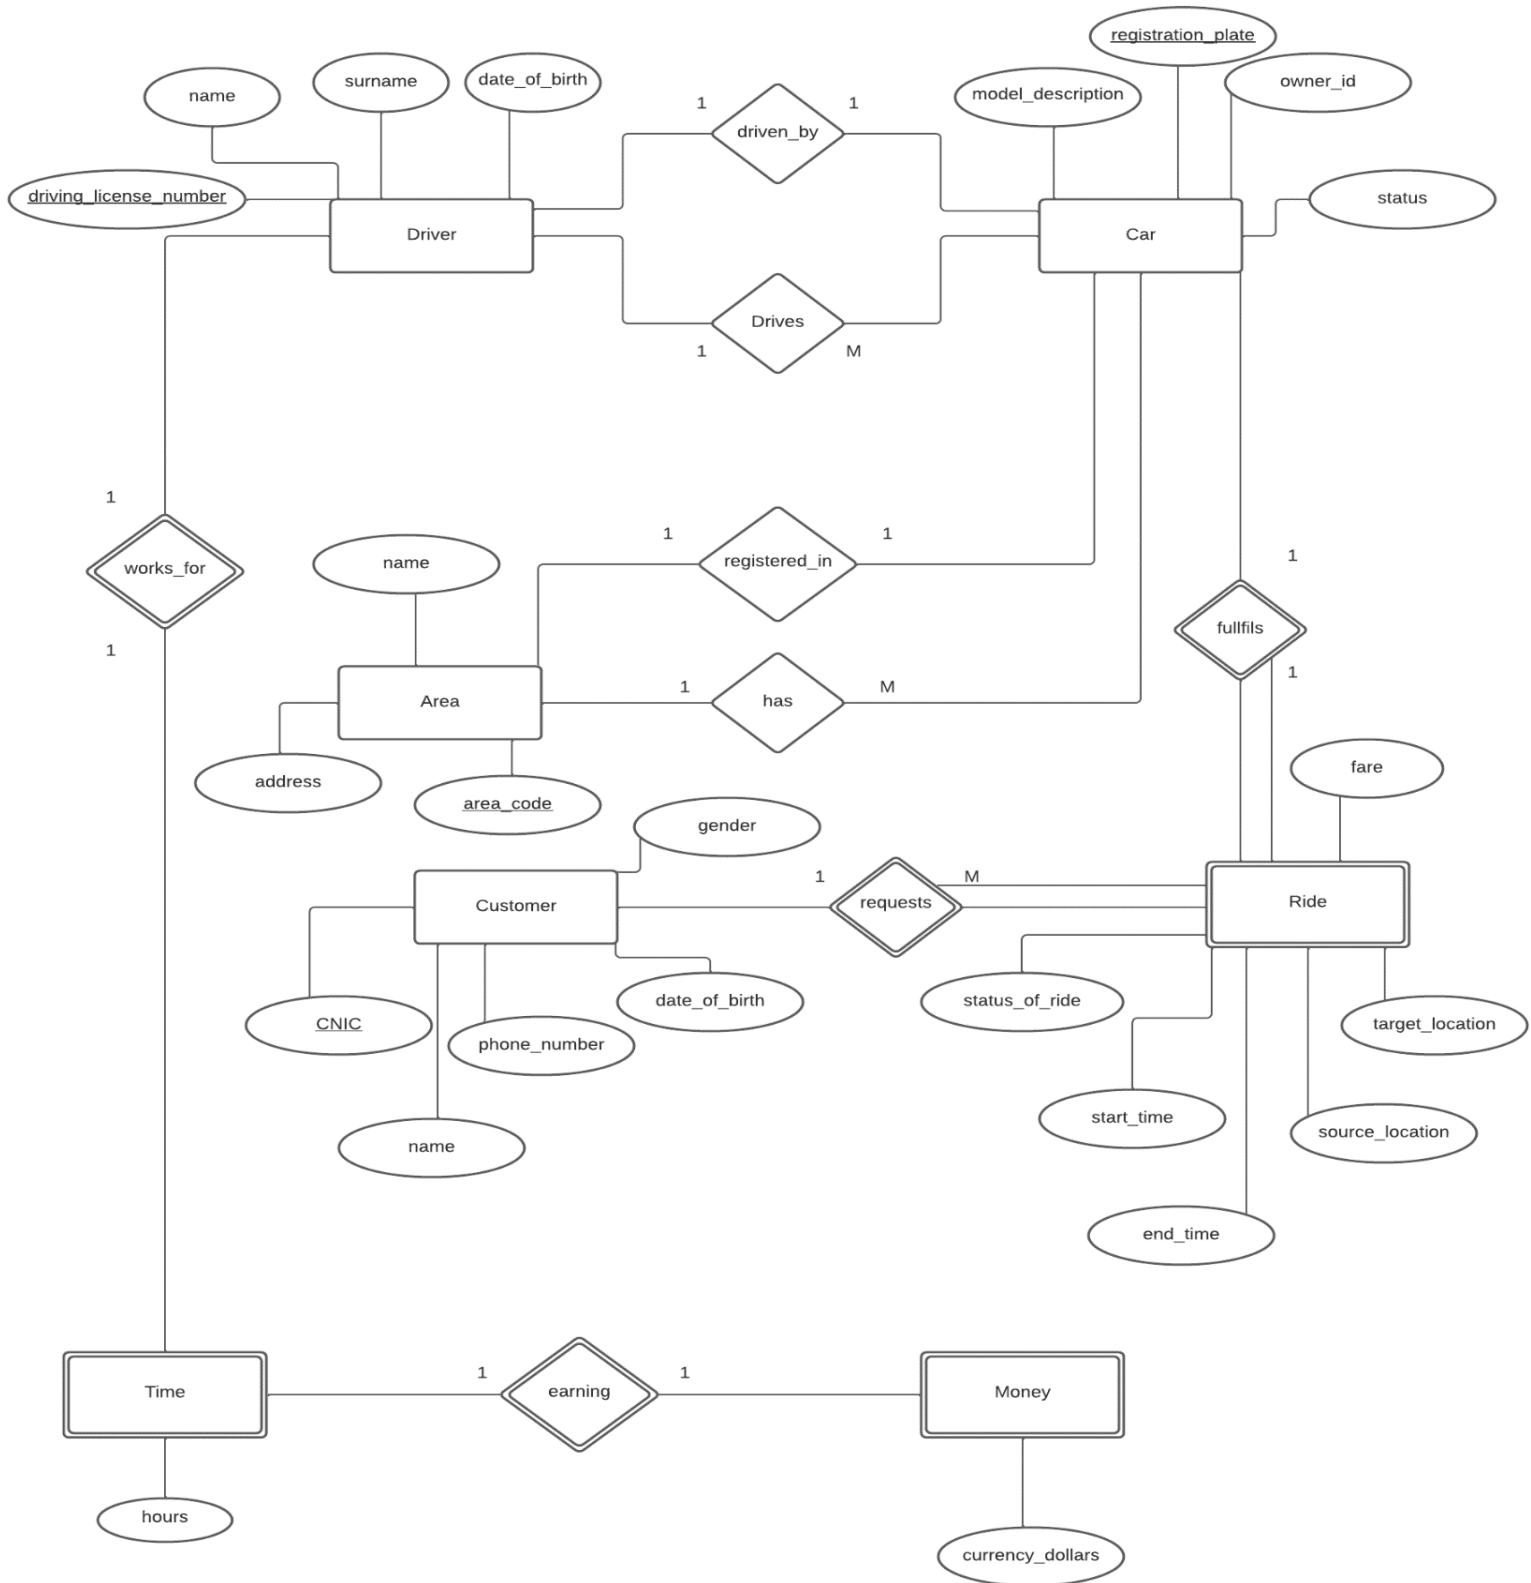 registration_plate
name
surname
date_of_birth
model_description
owner_id
1
driven_by
1
driving_license_number
status
Driver
Car
Drives
1
M
1
works_for
1
name
1
registered_in
1
1
fullfils
1
Area
1
has
M
address
area_code
fare
gender
Customer
1
requests
M
Ride
CNIC
phone_number
date_of_birth
status_of_ride
target_location
name
start_time
source_location
end_time
Time
1
earning
1
Money
hours
currency_dollars